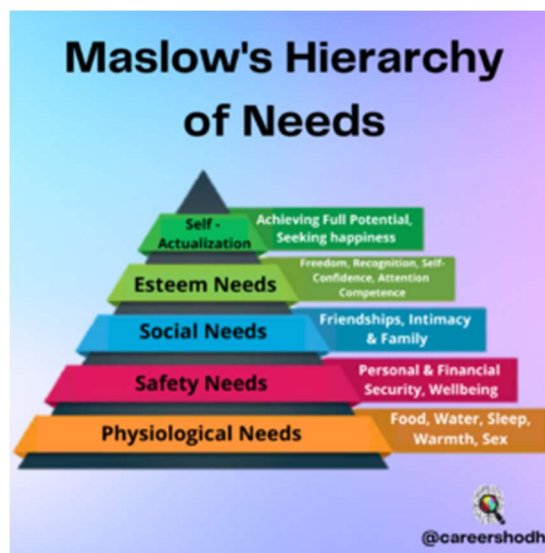 Maslow's Hierarchy
of Needs
Self -
Actualization
Achieving Full Potential,
Seeking happiness
Esteem Needs
Freedom, Recognition, Self-
Confidence, Attention
Competence
Social Needs
Friendships, Intimacy
& Family
Safety Needs
Personal & Financial
Security, Wellbeing
Physiological Needs
Food, Water, Sleep,
Warmth, Sex
@careershodh